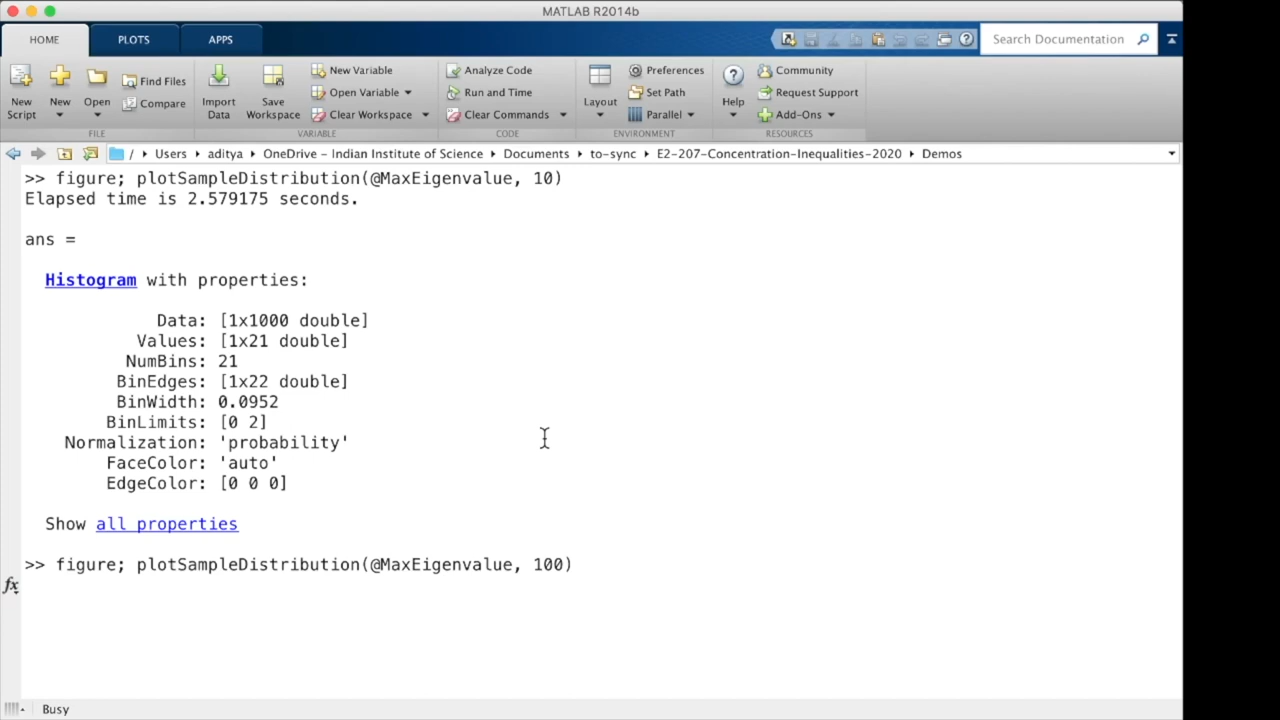 MATLAB R2014b
HOME PLOTS APPS Search Documentation
New Script New Open Find Files Compare Import Data Save Workspace New Variable Open Variable Clear Workspace Analyze Code Run and Time Clear Commands Layout Preferences Set Path Parallel Help Community Request Support Add-Ons
FILE VARIABLE CODE ENVIRONMENT RESOURCES
/ Users aditya OneDrive – Indian Institute of Science Documents to-sync E2-207-Concentration-Inequalities-2020 Demos
>> figure; plotSampleDistribution(@MaxEigenvalue, 10)
Elapsed time is 2.579175 seconds.
ans =
Histogram with properties:
Data: [1x1000 double]
Values: [1x21 double]
NumBins: 21
BinEdges: [1x22 double]
BinWidth: 0.0952
BinLimits: [0 2]
Normalization: 'probability'
FaceColor: 'auto'
EdgeColor: [0 0 0]
Show all properties
>> figure; plotSampleDistribution(@MaxEigenvalue, 100)
fx
Busy